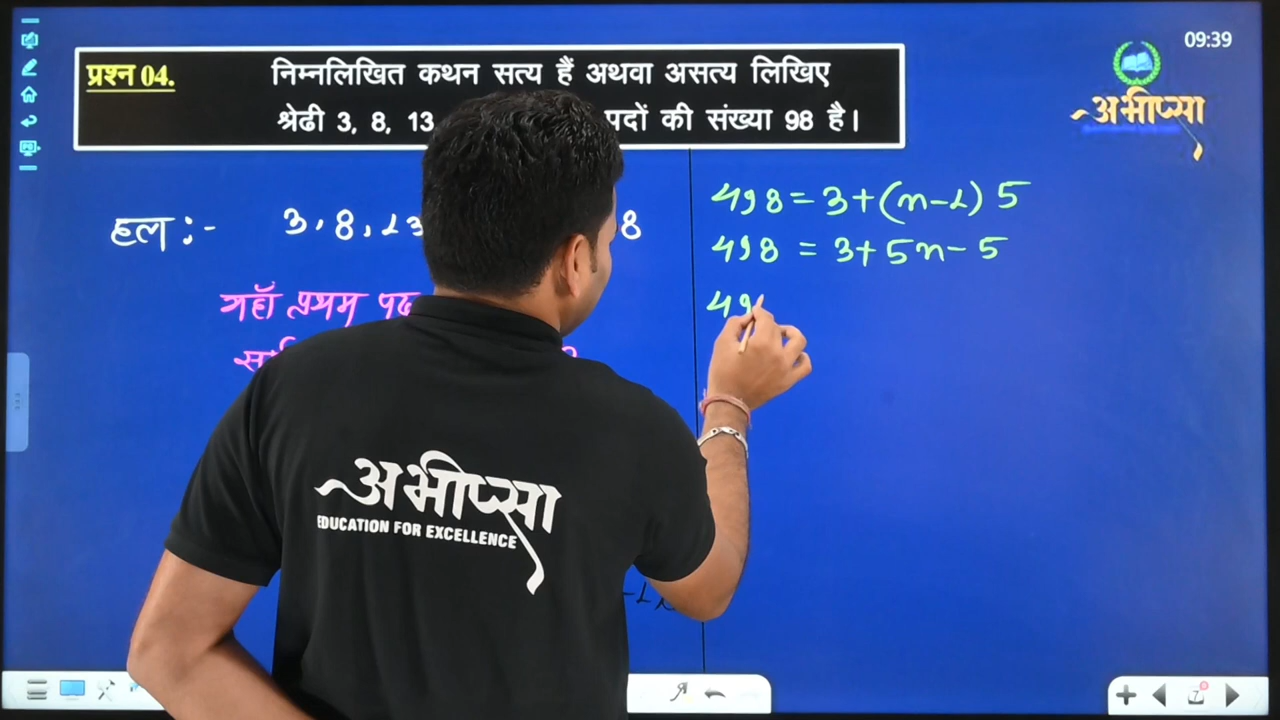 09:39
प्रश्न 04. निम्नलिखित कथन सत्य हैं अथवा असत्य लिखिए
श्रेढी 3, 8, 13 पदों की संख्या 98 है।
अभीप्सा
हल :- 3, 8, 13 8
यहाँ प्रथम पद
498 = 3 + (n - 1) 5
498 = 3 + 5n - 5
49
अभीप्सा
EDUCATION FOR EXCELLENCE